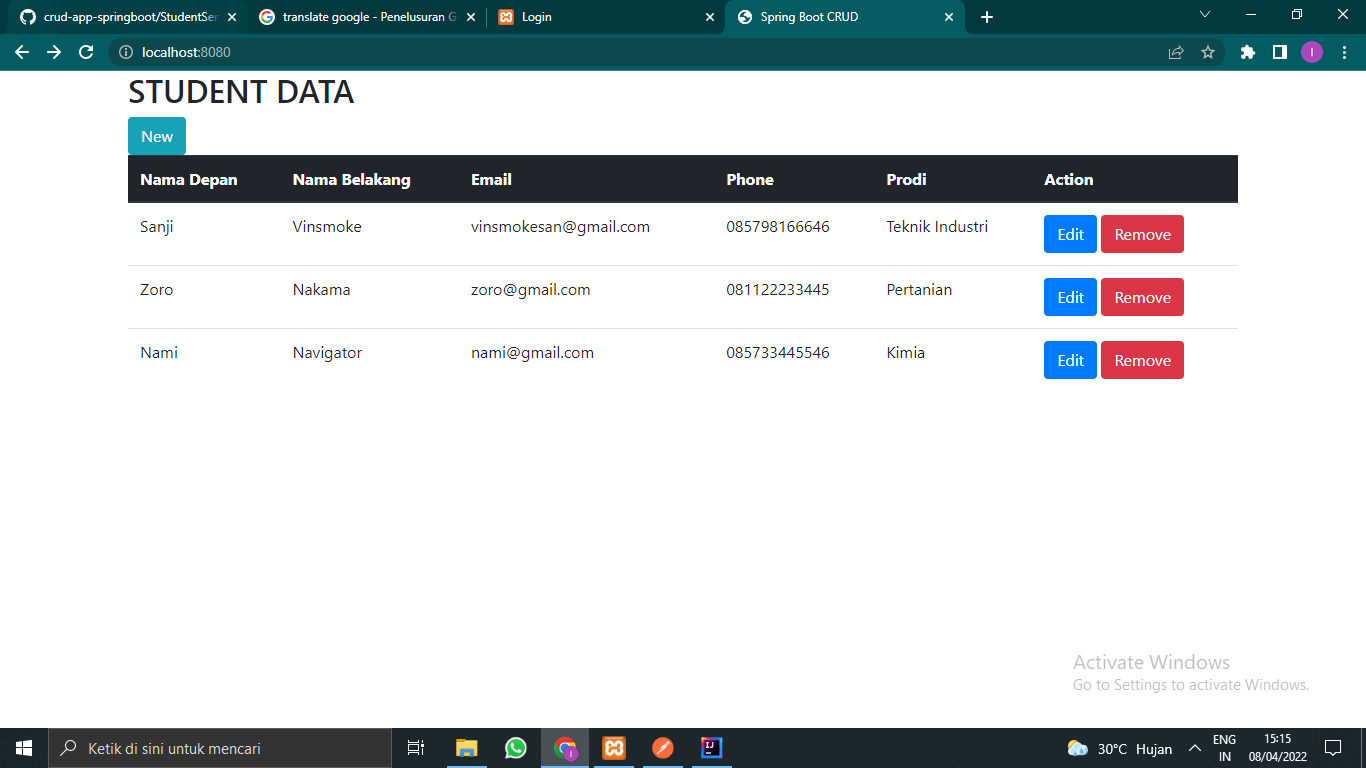 crud-app-springboot/StudentSer
translate google - Penelusuran G
Login
Spring Boot CRUD
localhost:8080
I
STUDENT DATA
New
Nama Depan Nama Belakang Email Phone Prodi Action
Sanji Vinsmoke vinsmokesan@gmail.com 085798166646 Teknik Industri Edit Remove
Zoro Nakama zoro@gmail.com 081122233445 Pertanian Edit Remove
Nami Navigator nami@gmail.com 085733445546 Kimia Edit Remove
Activate Windows
Go to Settings to activate Windows.
Ketik di sini untuk mencari
30°C Hujan
ENG
IN
15:15
08/04/2022